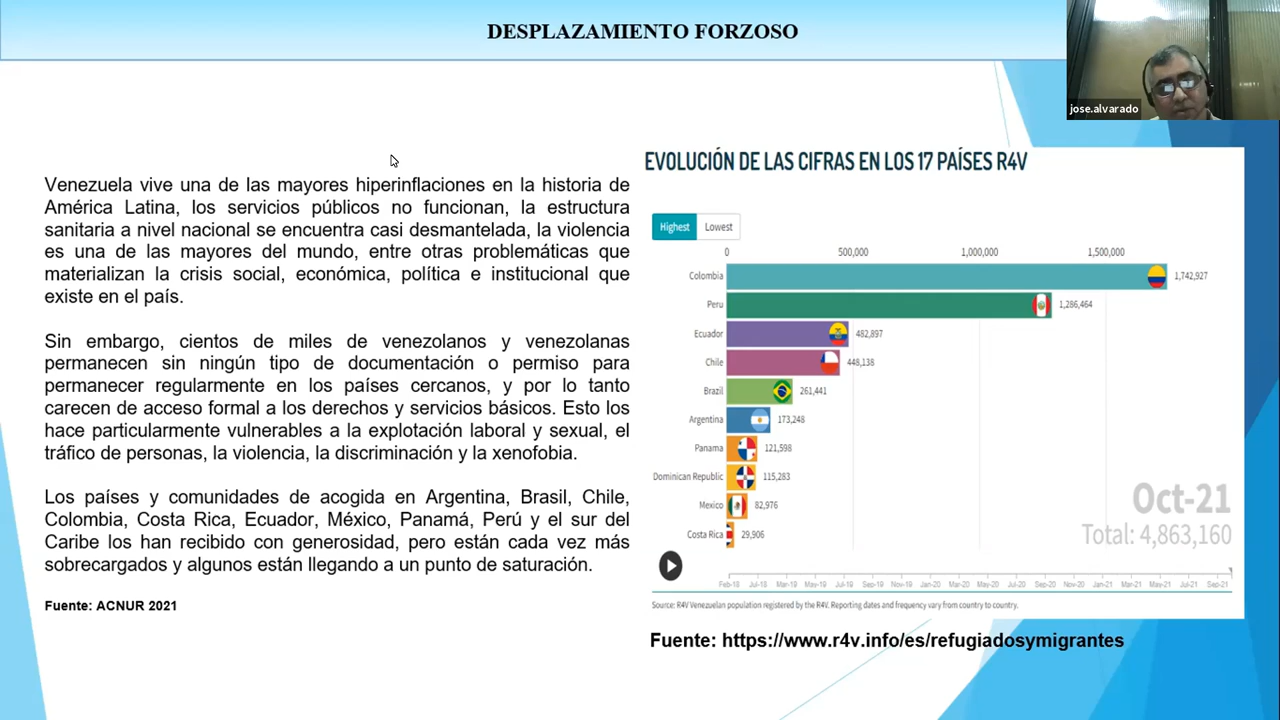 DESPLAZAMIENTO FORZOSO
jose.alvarado
Venezuela vive una de las mayores hiperinflaciones en la historia de
América Latina, los servicios públicos no funcionan, la estructura
sanitaria a nivel nacional se encuentra casi desmantelada, la violencia
es una de las mayores del mundo, entre otras problemáticas que
materializan la crisis social, económica, política e institucional que
existe en el país.
Sin embargo, cientos de miles de venezolanos y venezolanas
permanecen sin ningún tipo de documentación o permiso para
permanecer regularmente en los países cercanos, y por lo tanto
carecen de acceso formal a los derechos y servicios básicos. Esto los
hace particularmente vulnerables a la explotación laboral y sexual, el
tráfico de personas, la violencia, la discriminación y la xenofobia.
Los países y comunidades de acogida en Argentina, Brasil, Chile,
Colombia, Costa Rica, Ecuador, México, Panamá, Perú y el sur del
Caribe los han recibido con generosidad, pero están cada vez más
sobrecargados y algunos están llegando a un punto de saturación.
Fuente: ACNUR 2021
EVOLUCIÓN DE LAS CIFRAS EN LOS 17 PAÍSES R4V
Highest Lowest
0 500,000 1,000,000 1,500,000
Colombia 1,742,927
Peru 1,286,464
Ecuador 482,897
Chile 448,138
Brazil 261,441
Argentina 173,248
Panama 121,598
Dominican Republic 115,283
Mexico 82,976
Costa Rica 29,906
Oct-21
Total: 4,863,160
Feb-18 Jul-18 Mar-19 May-19 Jul-19 Sep-19 Nov-19 Jan-20 Mar-20 May-20 Jul-20 Sep-20 Nov-20 Jan-21 Mar-21 May-21 Jul-21 Sep-21
Source: R4V Venezuelan population registered by the R4V. Reporting dates and frequency vary from country to country.
Fuente: https://www.r4v.info/es/refugiadosymigrantes